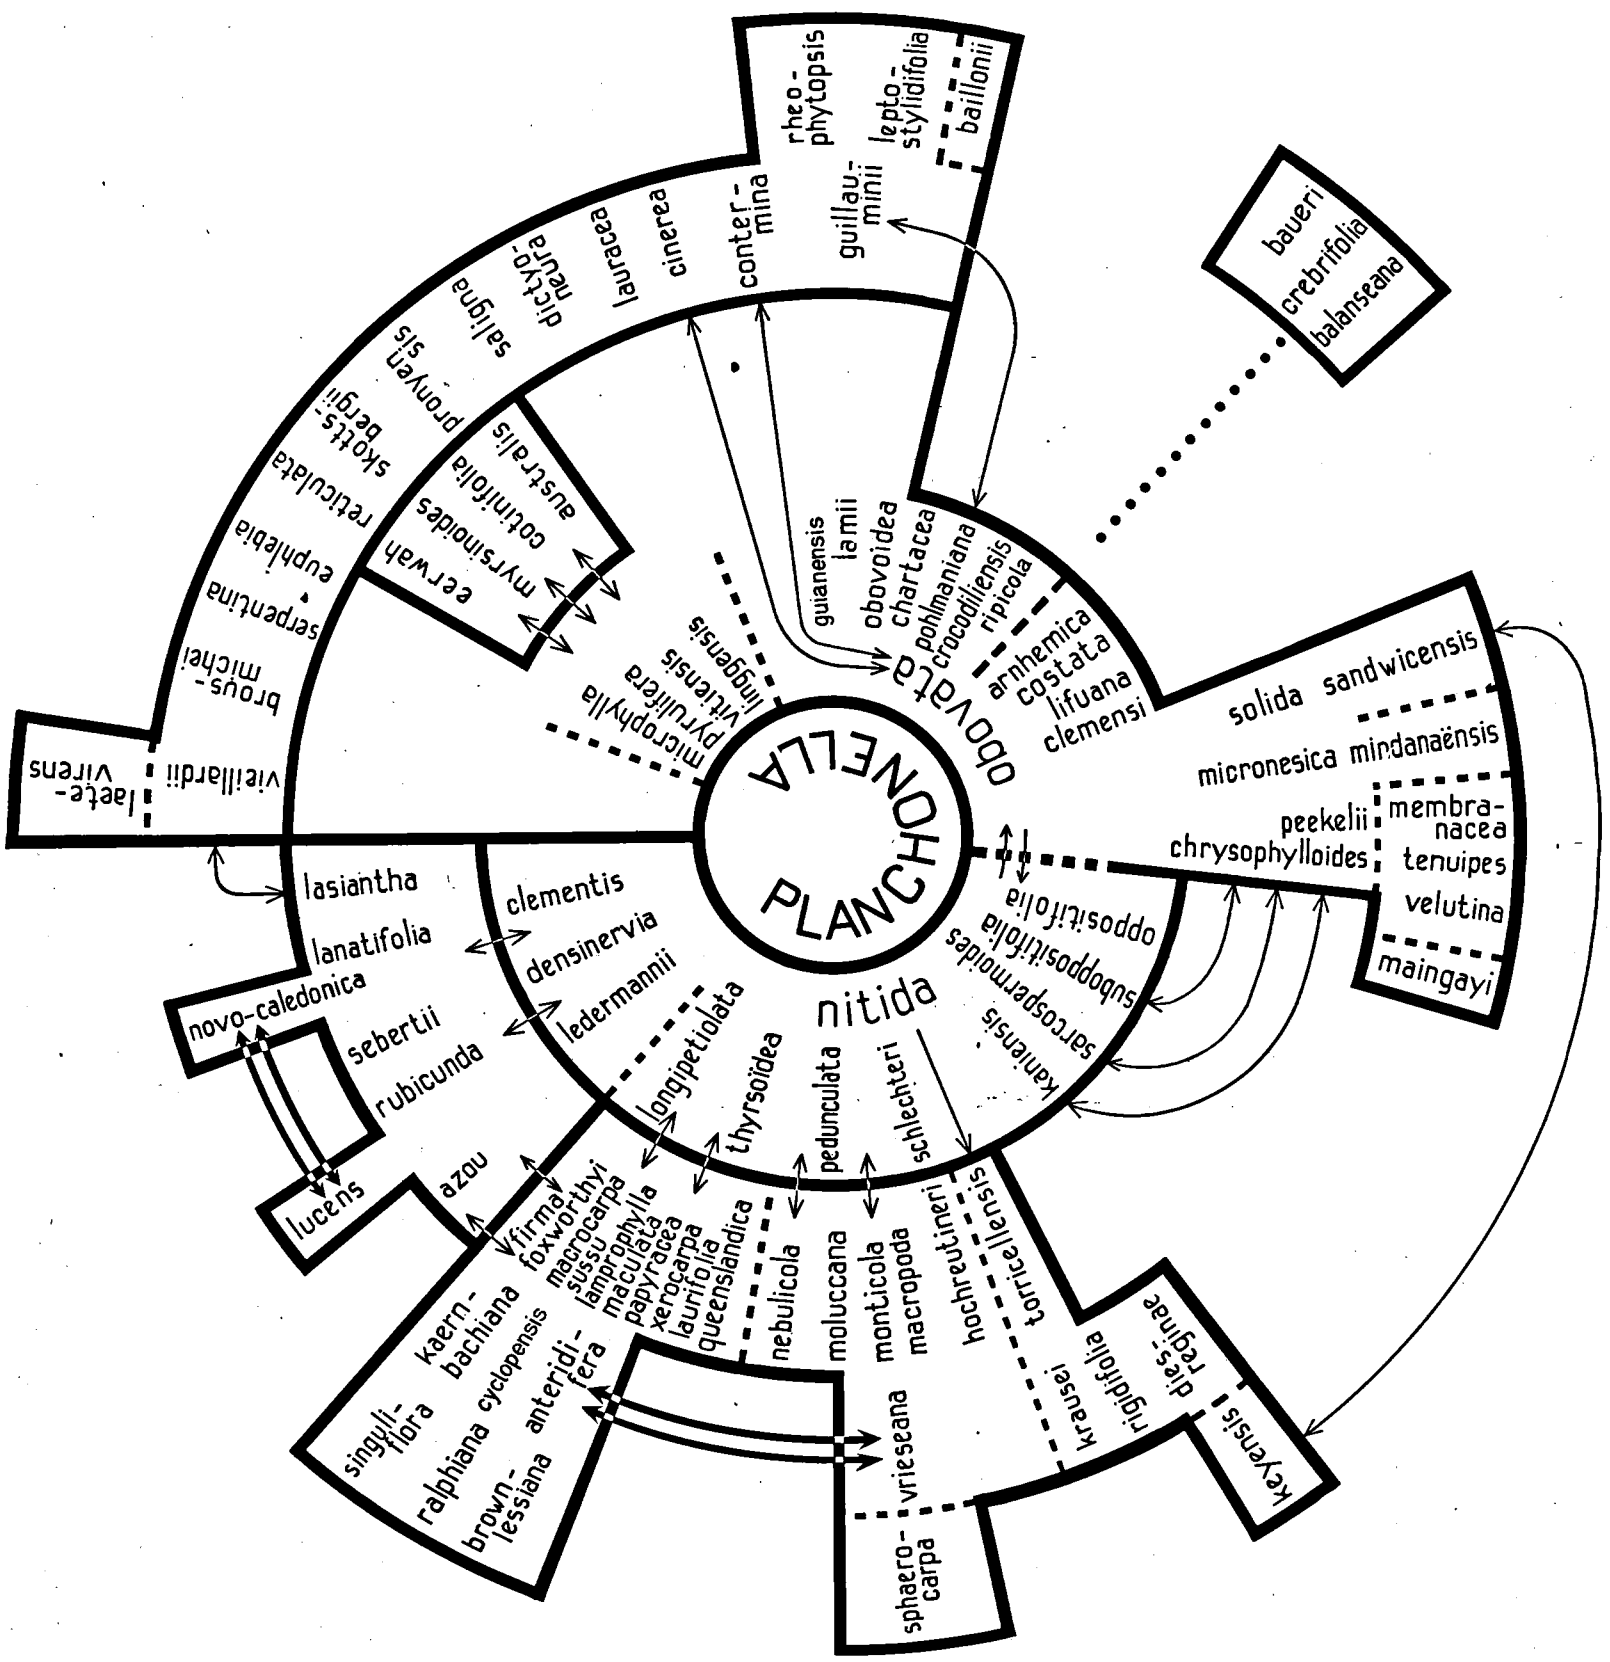 PLANCHONELLA
rheo-
phytopsis
lepto-
stylidifolia
baillonii
guillau-
minii
conter-
mina
cinerea
lauracea
dictyo-
neura
saligna
pronyen
sis
skotts-
bergii
reticulata
euphlebia
serpentina
brous-
michei
vieillardii
laete-
virens
australis
cotinifolia
myrsinoides
eerwah
linggensis
vitiensis
pyrulifera
microphylla
obovata
guianensis
lamii
obovoidea
chartacea
pohlmaniana
crocodiliensis
ripicola
arnhemica
costata
lifuana
clemensi
baueri
crebrifolia
balanseana
solida
sandwicensis
micronesica
mindanaënsis
peekelii
chrysophylloides
membra-
nacea
tenuipes
velutina
maingayi
oppositifolia
suboppositifolia
sarcospermoides
kaniensis
nitida
schlechteri
pedunculata
thyrsoïdea
longipetiolata
clementis
densinervia
ledermannii
lasiantha
lanatifolia
novo-caledonica
sebertii
rubicunda
azou
lucens
firma
foxworthyi
macrocarpa
sussu
lamprophylla
maculata
papyracea
xerocarpa
laurifolia
queenslandica
kaern-
bachiana
cyclopensis
anteridi-
fera
singuli-
flora
ralphiana
brown-
lessiana
nebulicola
moluccana
monticola
macropoda
hochreutineri
torricellensis
vrieseana
sphaero-
carpa
krausei
rigidifolia
dies-
reginae
keyensis